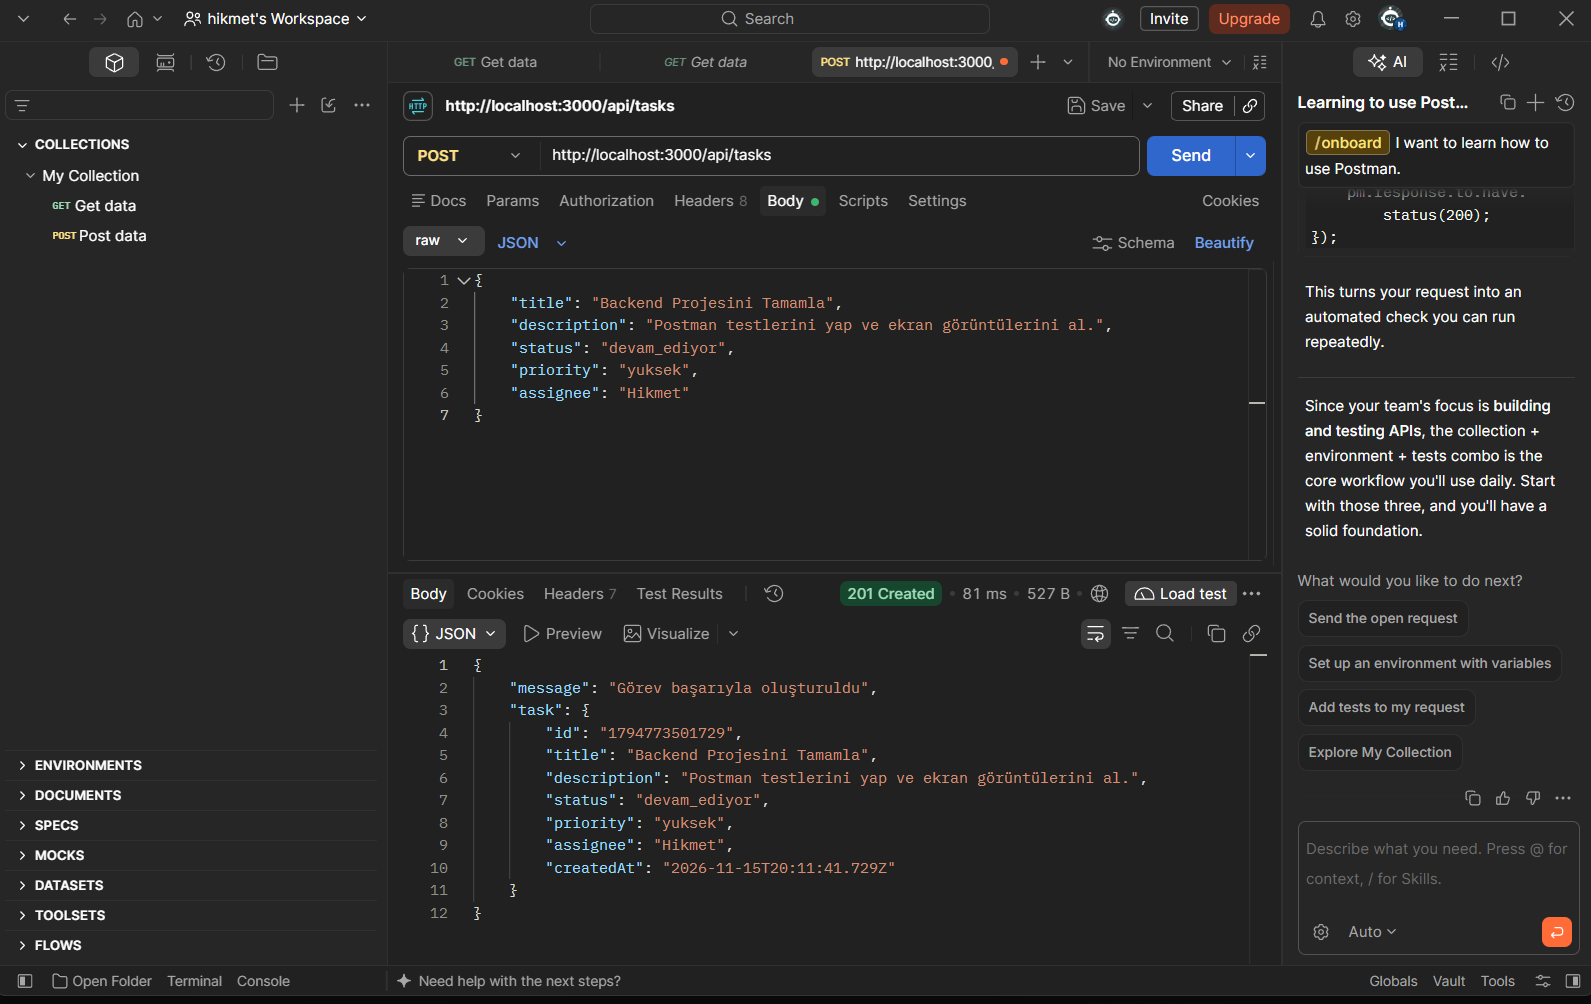 hikmet's Workspace
Search
Invite
Upgrade
GET Get data
GET Get data
POST http://localhost:3000,
No Environment
AI
COLLECTIONS
My Collection
GET Get data
POST Post data
ENVIRONMENTS
DOCUMENTS
SPECS
MOCKS
DATASETS
TOOLSETS
FLOWS
HTTP
http://localhost:3000/api/tasks
Save
Share
POST
http://localhost:3000/api/tasks
Send
Docs
Params
Authorization
Headers 8
Body
Scripts
Settings
Cookies
raw
JSON
Schema
Beautify
1 {
2 "title": "Backend Projesini Tamamla",
3 "description": "Postman testlerini yap ve ekran görüntülerini al.",
4 "status": "devam_ediyor",
5 "priority": "yuksek",
6 "assignee": "Hikmet"
7 }
Body
Cookies
Headers 7
Test Results
201 Created
81 ms
527 B
Load test
{} JSON
Preview
Visualize
1 {
2 "message": "Görev başarıyla oluşturuldu",
3 "task": {
4 "id": "1794773501729",
5 "title": "Backend Projesini Tamamla",
6 "description": "Postman testlerini yap ve ekran görüntülerini al.",
7 "status": "devam_ediyor",
8 "priority": "yuksek",
9 "assignee": "Hikmet",
10 "createdAt": "2026-11-15T20:11:41.729Z"
11 }
12 }
Learning to use Post...
/onboard I want to learn how to
use Postman.
pm.response.to.have.
status(200);
});
This turns your request into an
automated check you can run
repeatedly.
Since your team's focus is building
and testing APIs, the collection +
environment + tests combo is the
core workflow you'll use daily. Start
with those three, and you'll have a
solid foundation.
What would you like to do next?
Send the open request
Set up an environment with variables
Add tests to my request
Explore My Collection
Describe what you need. Press @ for
context, / for Skills.
Auto
Open Folder
Terminal
Console
Need help with the next steps?
Globals
Vault
Tools